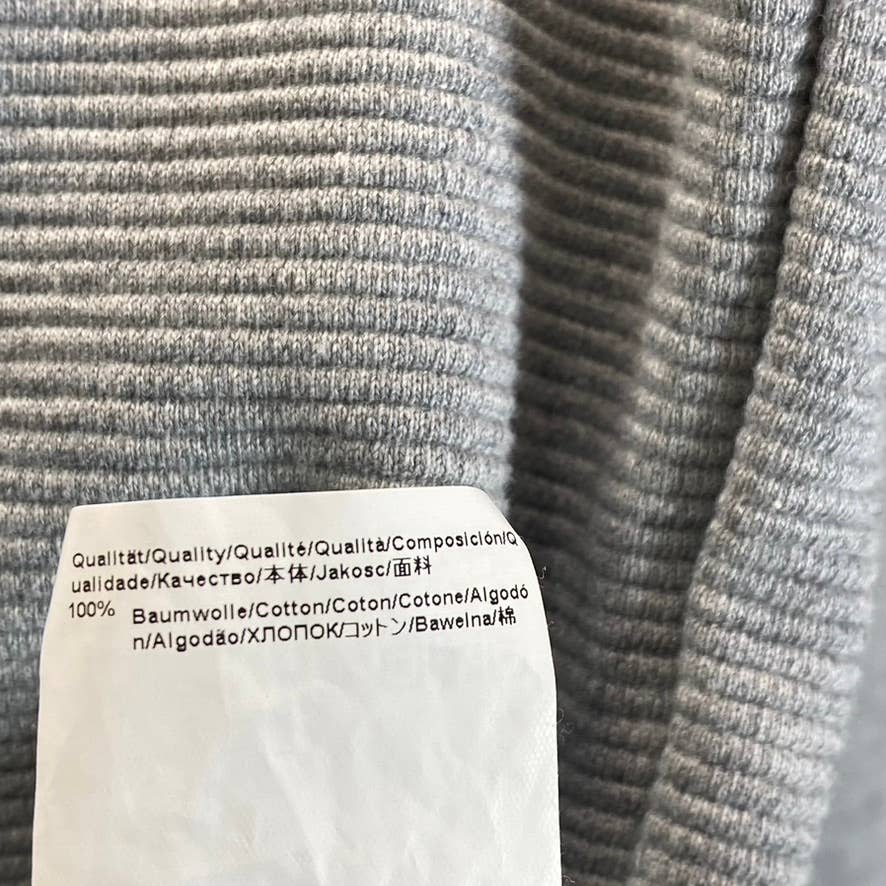 Qualität/Quality/Qualité/Qualità/Composición/Q
ualidade/Качество/本体/Jakosc/面料
100% Baumwolle/Cotton/Coton/Cotone/Algodó
n/Algodão/ХЛОПОК/コットン/Bawelna/棉